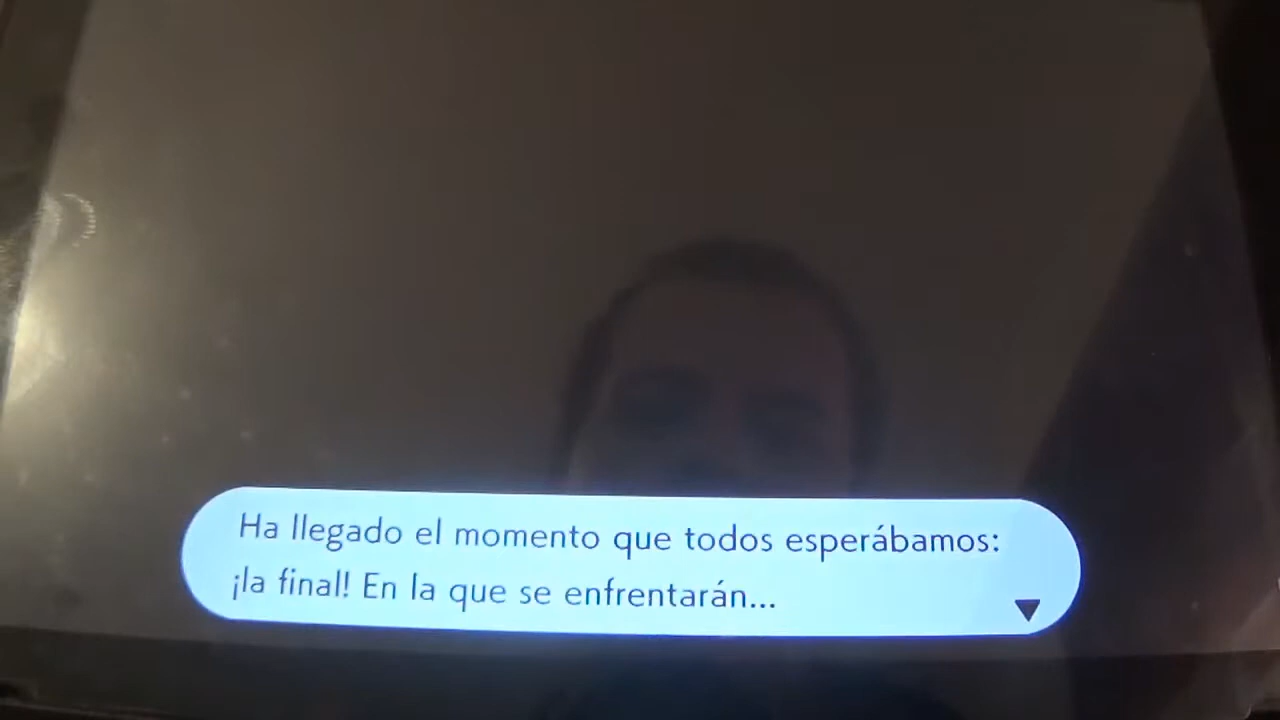 Ha llegado el momento que todos esperábamos:
¡la final! En la que se enfrentarán...